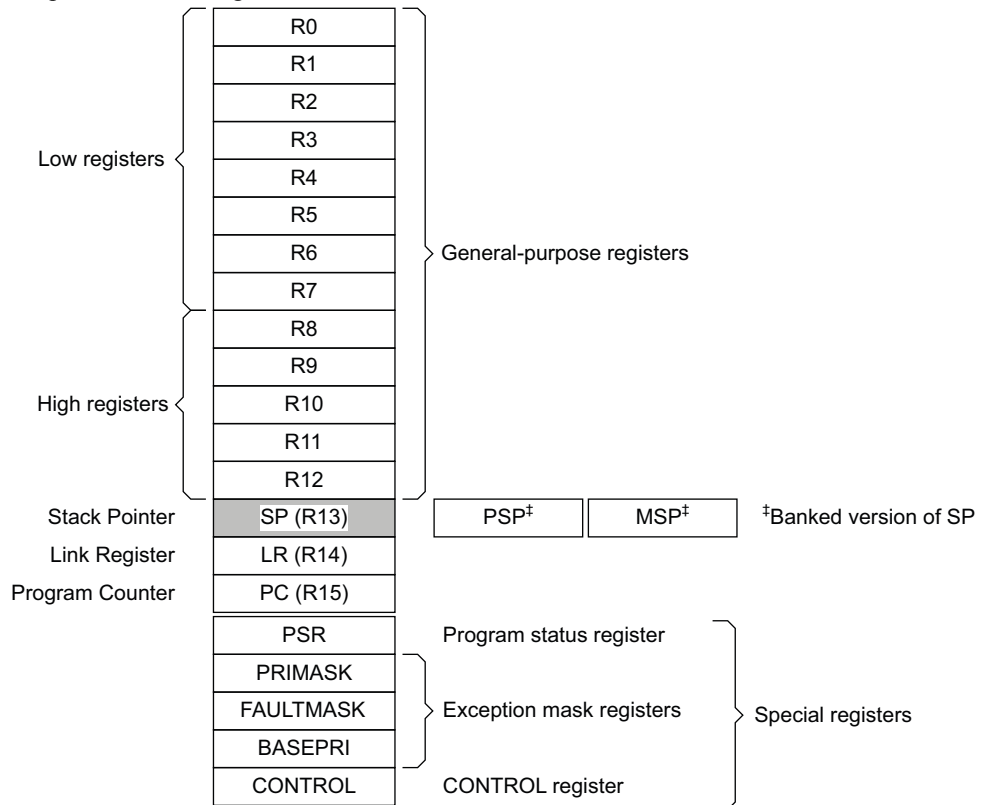 R0
R1
R2
R3
Low registers
R4
R5
R6
General-purpose registers
R7
R8
R9
High registers
R10
R11
R12
Stack Pointer SP (R13) PSP‡ MSP‡ ‡Banked version of SP
Link Register LR (R14)
Program Counter PC (R15)
PSR Program status register
PRIMASK
FAULTMASK Exception mask registers Special registers
BASEPRI
CONTROL CONTROL register